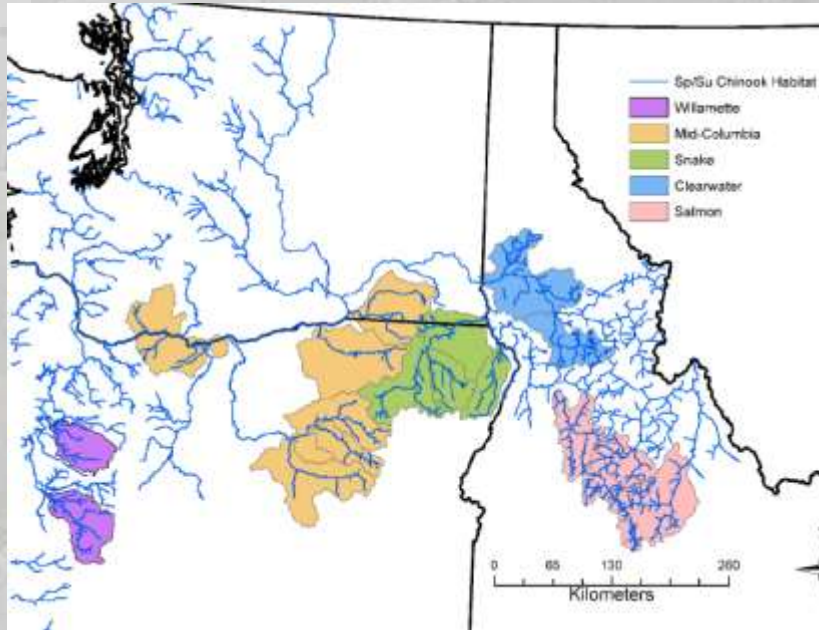 Sp/Su Chinook Habitat
Willamette
Mid-Columbia
Snake
Clearwater
Salmon
0 65 130 260
Kilometers